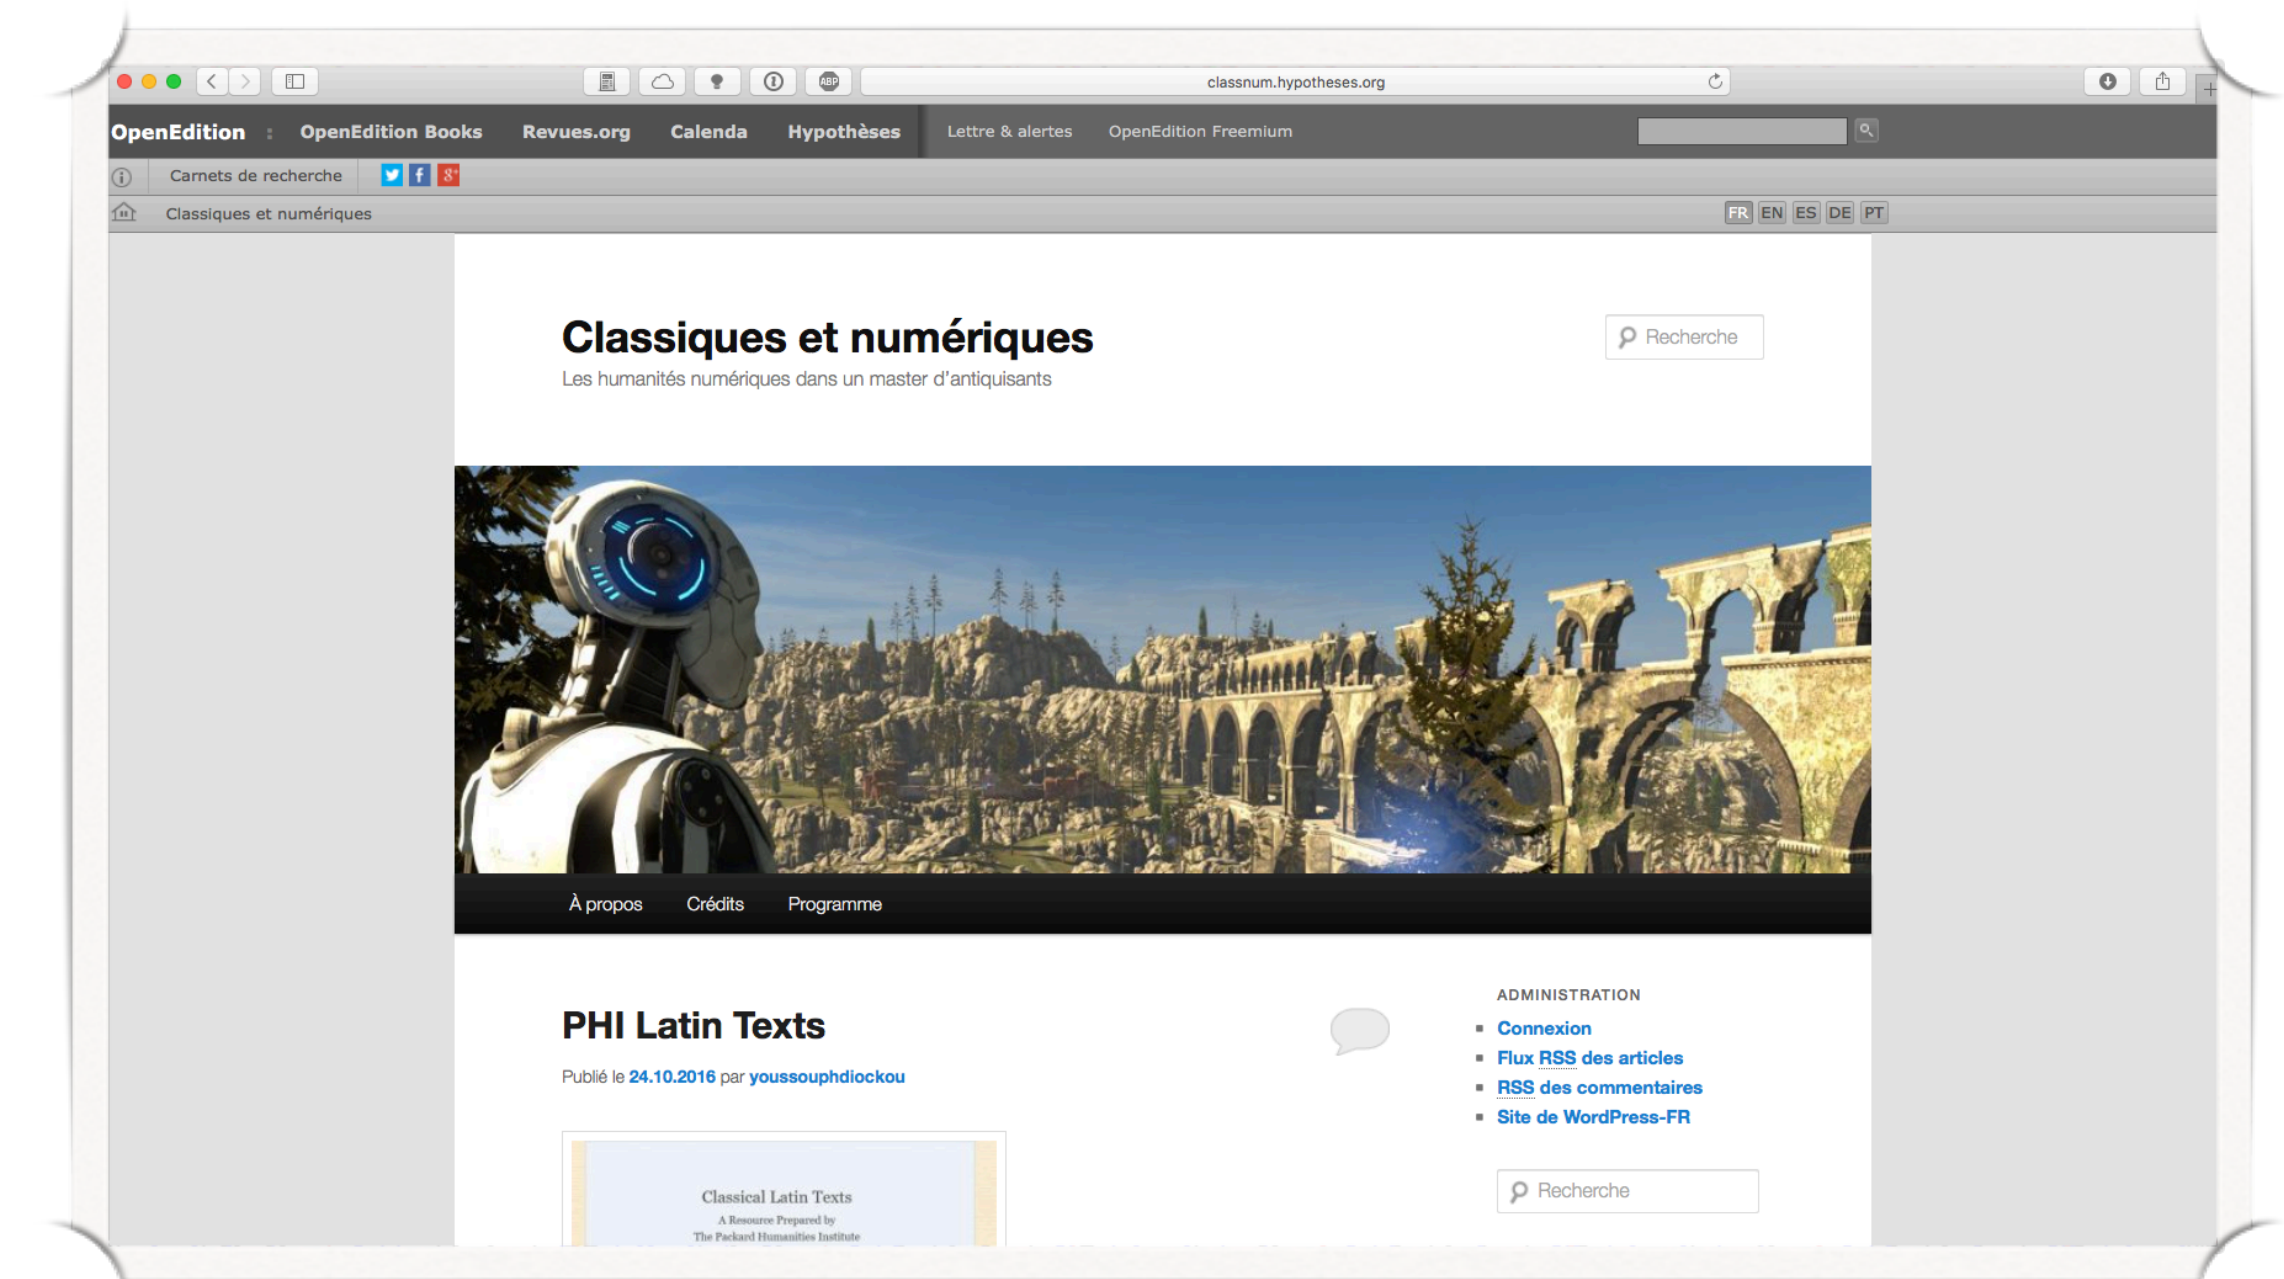 ABP classnum.hypotheses.org
OpenEdition : OpenEdition Books Revues.org Calenda Hypothèses Lettre & alertes OpenEdition Freemium
Carnets de recherche
Classiques et numériques FR EN ES DE PT
Classiques et numériques
Recherche
Les humanités numériques dans un master d'antiquisants
À propos Crédits Programme
PHI Latin Texts
Publié le 24.10.2016 par youssouphdiockou
Classical Latin Texts
A Resource Prepared by
The Packard Humanities Institute
ADMINISTRATION
Connexion
Flux RSS des articles
RSS des commentaires
Site de WordPress-FR
Recherche